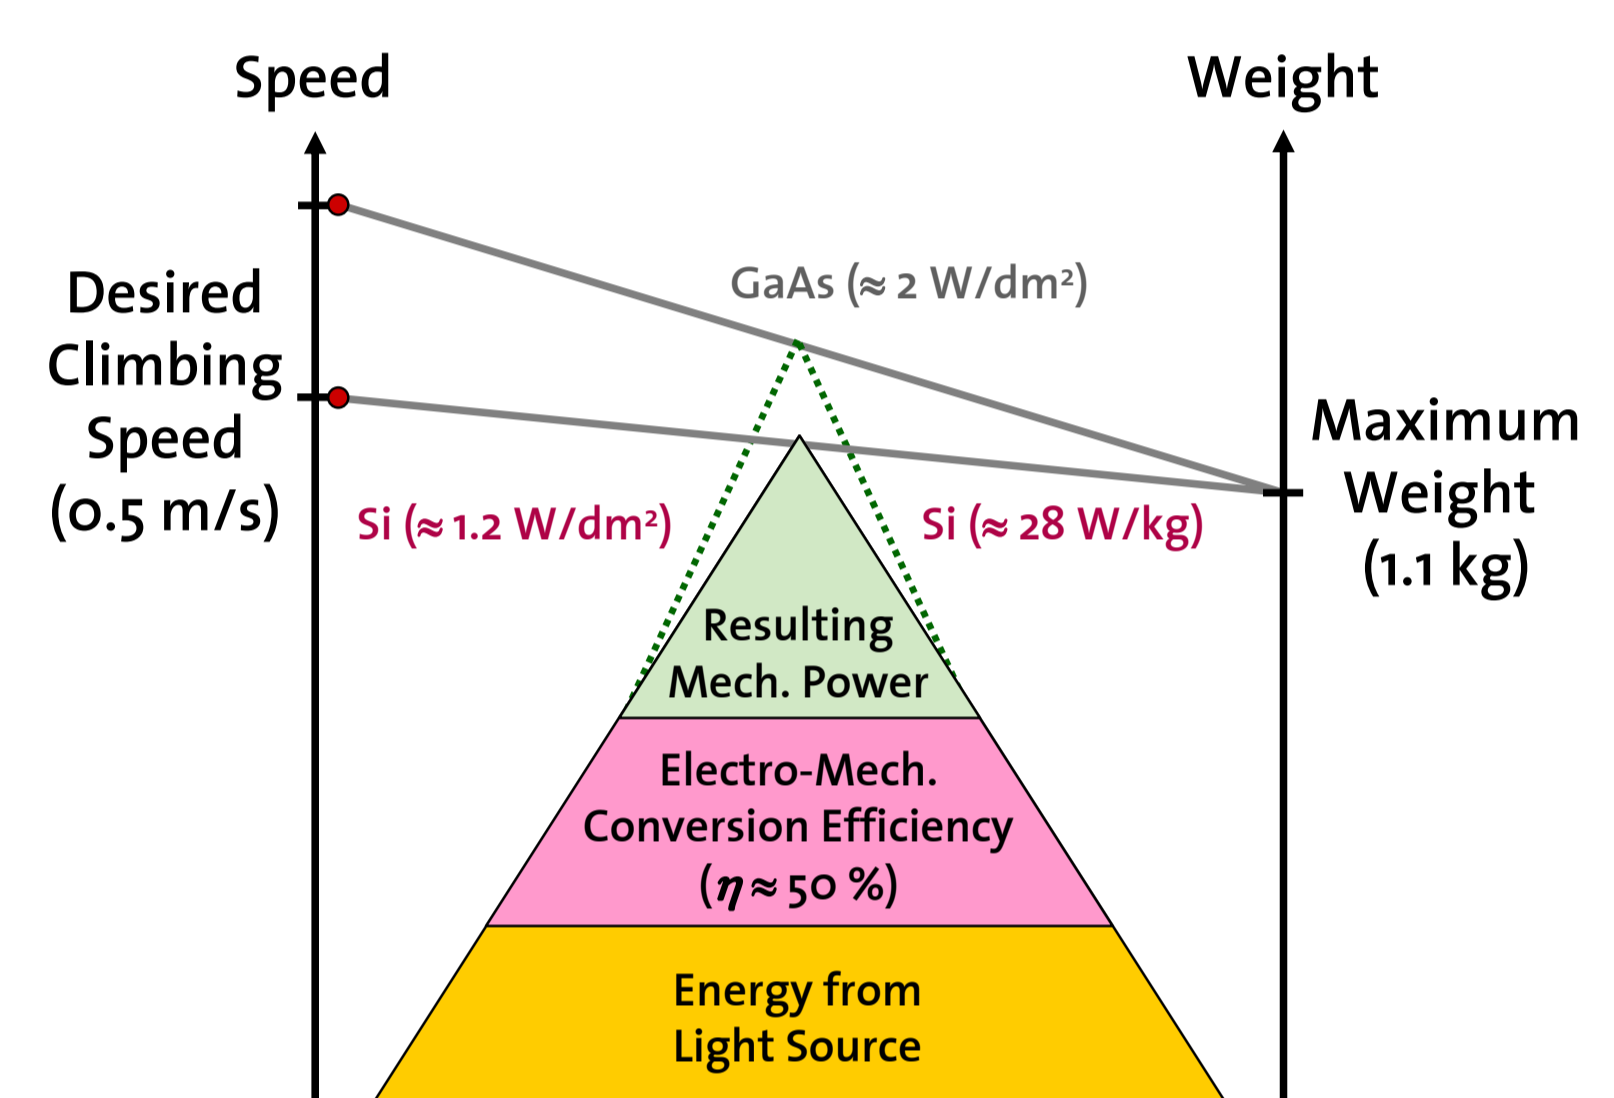 Speed
Weight
GaAs (≈ 2 W/dm²)
Desired
Climbing
Speed
(0.5 m/s)
Maximum
Weight
(1.1 kg)
Si (≈ 1.2 W/dm²)
Si (≈ 28 W/kg)
Resulting
Mech. Power
Electro-Mech.
Conversion Efficiency
(η ≈ 50 %)
Energy from
Light Source